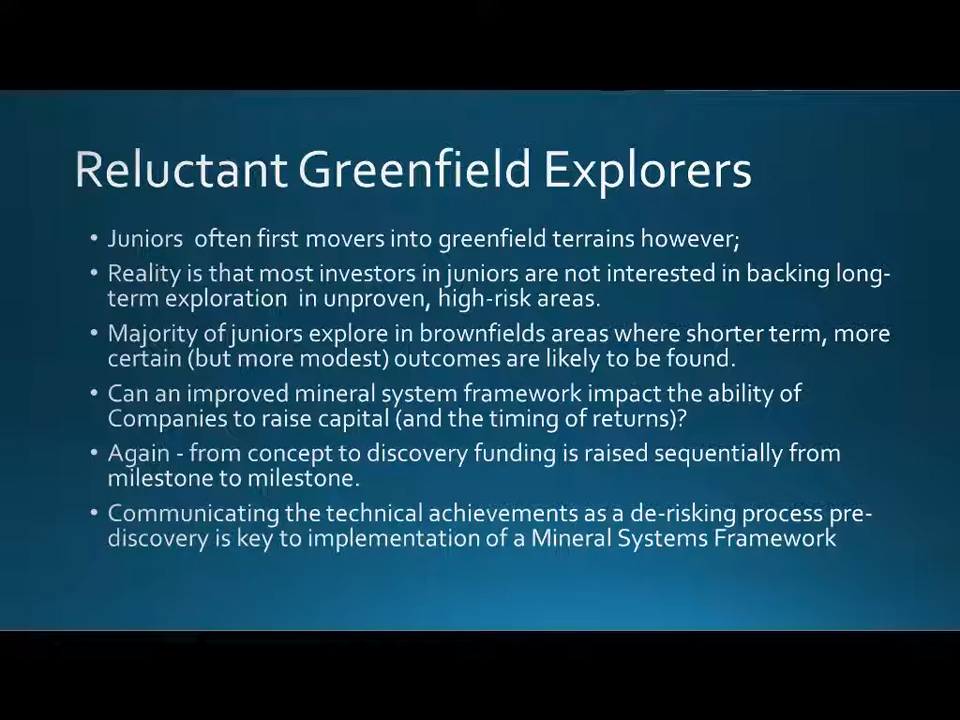 Reluctant Greenfield Explorers
• Juniors often first movers into greenfield terrains however;
• Reality is that most investors in juniors are not interested in backing long-
term exploration in unproven, high-risk areas.
• Majority of juniors explore in brownfields areas where shorter term, more
certain (but more modest) outcomes are likely to be found.
• Can an improved mineral system framework impact the ability of
Companies to raise capital (and the timing of returns)?
• Again - from concept to discovery funding is raised sequentially from
milestone to milestone.
• Communicating the technical achievements as a de-risking process pre-
discovery is key to implementation of a Mineral Systems Framework